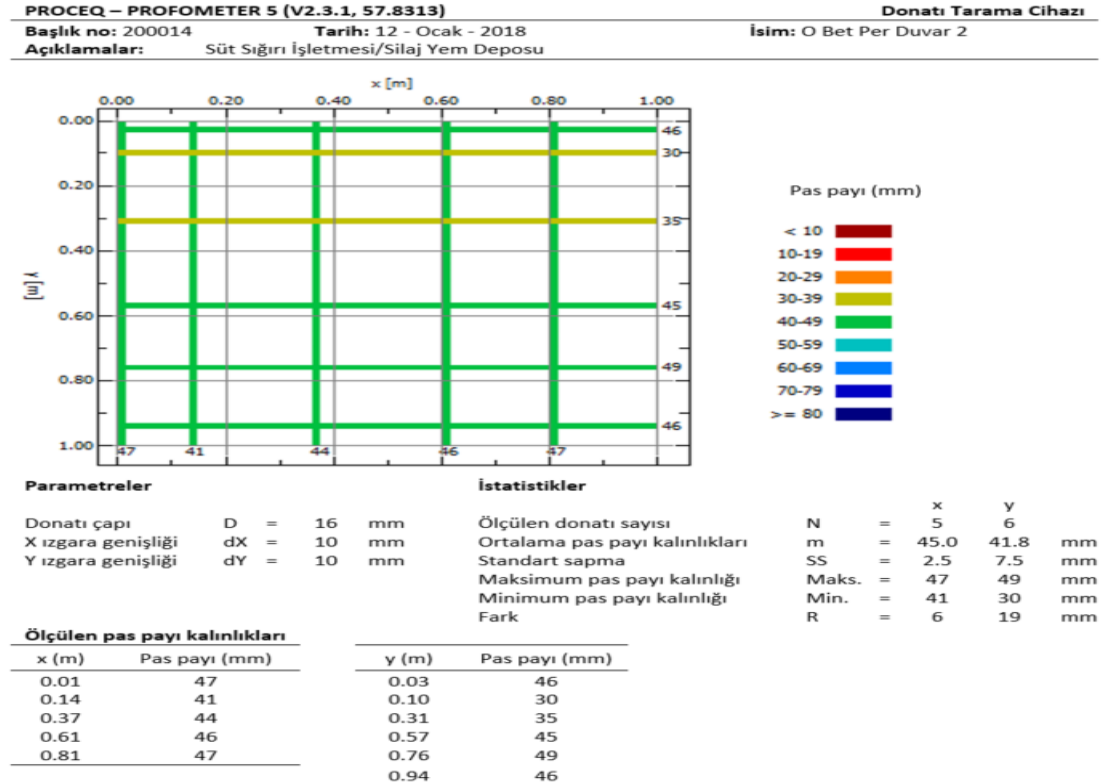 PROCEQ – PROFOMETER 5 (V2.3.1, 57.8313) Donatı Tarama Cihazı
Başlık no: 200014 Tarih: 12 - Ocak - 2018 İsim: O Bet Per Duvar 2
Açıklamalar: Süt Sığırı İşletmesi/Silaj Yem Deposu
x [m]
0.00 0.20 0.40 0.60 0.80 1.00
0.00
46
30
0.20
35
0.40
Y [m]
45
0.60
49
0.80
46
1.00
47 41 44 46 47
Pas payı (mm)
< 10
10-19
20-29
30-39
40-49
50-59
60-69
70-79
>= 80
Parametreler
Donatı çapı D = 16 mm
X ızgara genişliği dX = 10 mm
Y ızgara genişliği dY = 10 mm
İstatistikler
x y
Ölçülen donatı sayısı N = 5 6
Ortalama pas payı kalınlıkları m = 45.0 41.8 mm
Standart sapma SS = 2.5 7.5 mm
Maksimum pas payı kalınlığı Maks. = 47 49 mm
Minimum pas payı kalınlığı Min. = 41 30 mm
Fark R = 6 19 mm
Ölçülen pas payı kalınlıkları
x (m) Pas payı (mm)
0.01 47
0.14 41
0.37 44
0.61 46
0.81 47
y (m) Pas payı (mm)
0.03 46
0.10 30
0.31 35
0.57 45
0.76 49
0.94 46